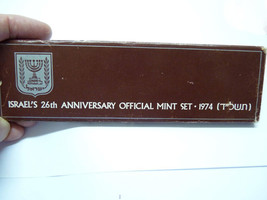 ISRAEL'S 26th ANNIVERSARY OFFICIAL MINT SET • 1974 (תשל"ד)